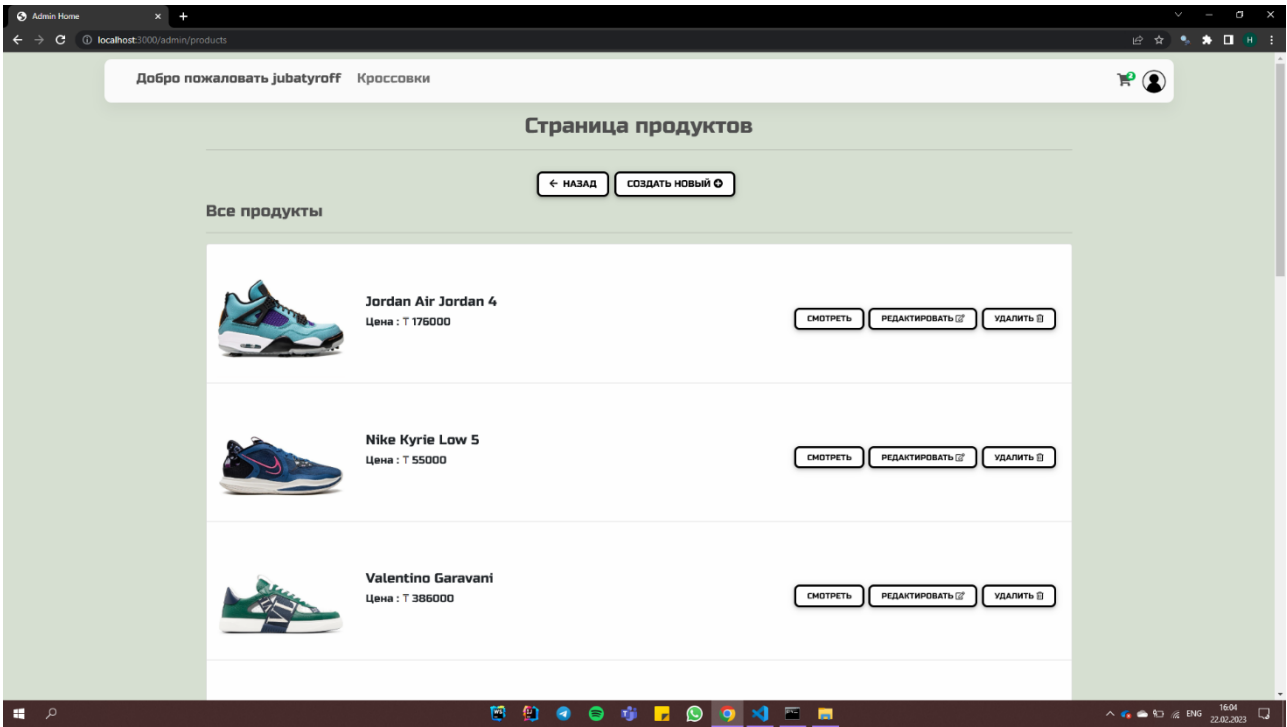 Admin Home
localhost:3000/admin/products
H
Добро пожаловать jubatyroff Кроссовки
2
Страница продуктов
← НАЗАД СОЗДАТЬ НОВЫЙ
Все продукты
Jordan Air Jordan 4
Цена : ₸ 176000
СМОТРЕТЬ РЕДАКТИРОВАТЬ УДАЛИТЬ
Nike Kyrie Low 5
Цена : ₸ 55000
СМОТРЕТЬ РЕДАКТИРОВАТЬ УДАЛИТЬ
Valentino Garavani
Цена : ₸ 386000
СМОТРЕТЬ РЕДАКТИРОВАТЬ УДАЛИТЬ
ENG
16:04
22.02.2023